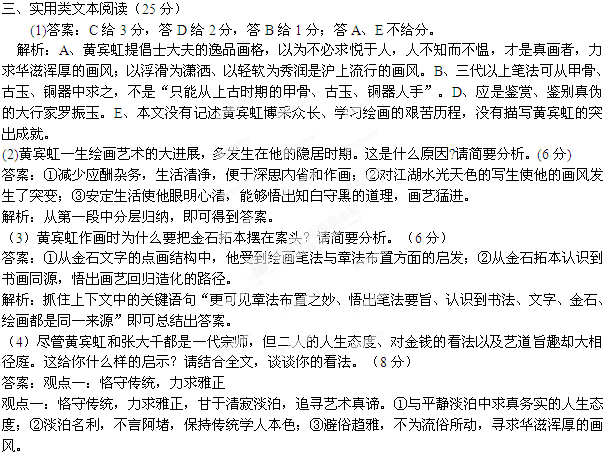 三、实用类文本阅读（25 分）
(1)答案：C给 3 分，答 D给 2 分，答 B给 1 分；答 A、E不给分。
解析：A、黄宾虹提倡士大夫的逸品画格，以为不必求悦于人，人不知而不愠，才是真画者，力
求华滋浑厚的画风；以浮滑为潇洒、以轻软为秀润是沪上流行的画风。B、三代以上笔法可从甲骨、
古玉、铜器中求之，不是“只能从上古时期的甲骨、古玉、铜器人手”。D、应是鉴赏、鉴别真伪
的大行家罗振玉。E、本文没有记述黄宾虹博采众长、学习绘画的艰苦历程，没有描写黄宾虹的突
出成就。
(2)黄宾虹一生绘画艺术的大进展，多发生在他的隐居时期。这是什么原因?请简要分析。(6 分)
答案：①减少应酬杂务，生活清净，便于深思内省和作画；②对江湖水光天色的写生使他的画风发
生了突变；③安定生活使他眼明心清，能够悟出知白守黑的道理，画艺猛进。
解析：从第一段中分层归纳，即可得到答案。
（3）黄宾虹作画时为什么要把金石拓本摆在案头？请简要分析。（6 分）
答案：①从金石文字的点画结构中，他受到绘画笔法与章法布置方面的启发；②从金石拓本认识到
书画同源，悟出画艺回归造化的路径。
解析：抓住上下文中的关键语句“更可见章法布置之妙、悟出笔法要旨、认识到书法、文字、金石、
绘画都是同一来源”即可总结出答案。
（4）尽管黄宾虹和张大千都是一代宗师，但二人的人生态度、对金钱的看法以及艺道旨趣却大相
径庭。这给你什么样的启示？请结合全文，谈谈你的看法。（8 分）
答案：观点一：恪守传统，力求雅正
观点一：恪守传统，力求雅正，甘于清寂淡泊，追寻艺术真谛。①与平静淡泊中求真务实的人生态
度；②淡泊名利，不言阿堵，保持传统学人本色；③避俗趋雅，不为流俗所动，寻求华滋浑厚的画
风。